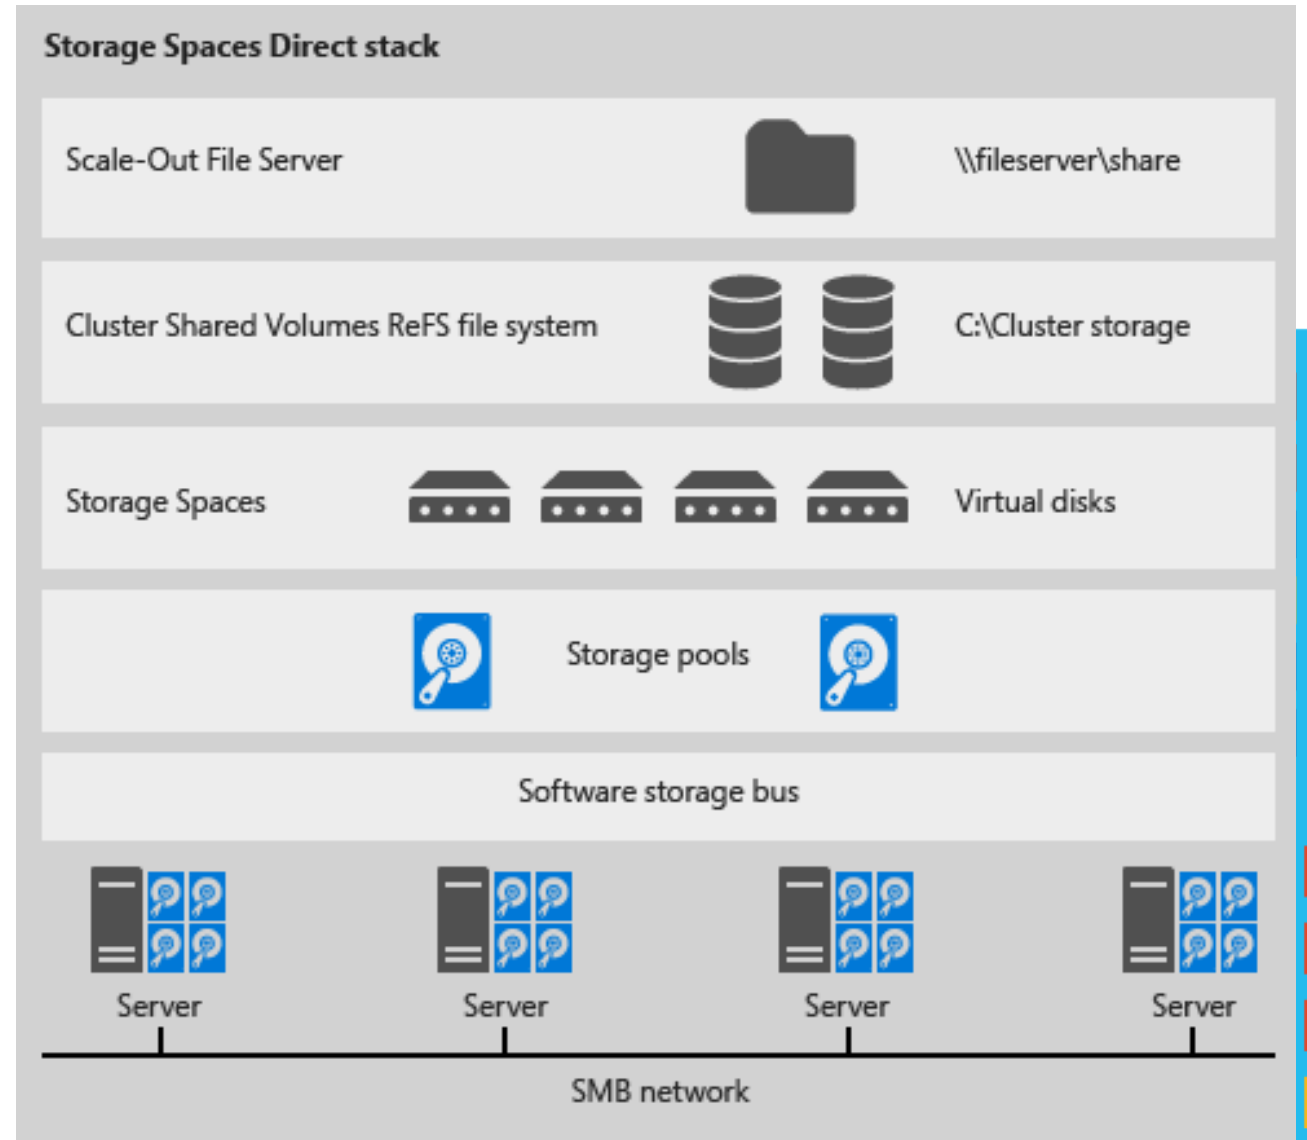 Storage Spaces Direct stack
Scale-Out File Server \\fileserver\share
Cluster Shared Volumes ReFS file system C:\Cluster storage
Storage Spaces Virtual disks
Storage pools
Software storage bus
Server Server Server Server
SMB network